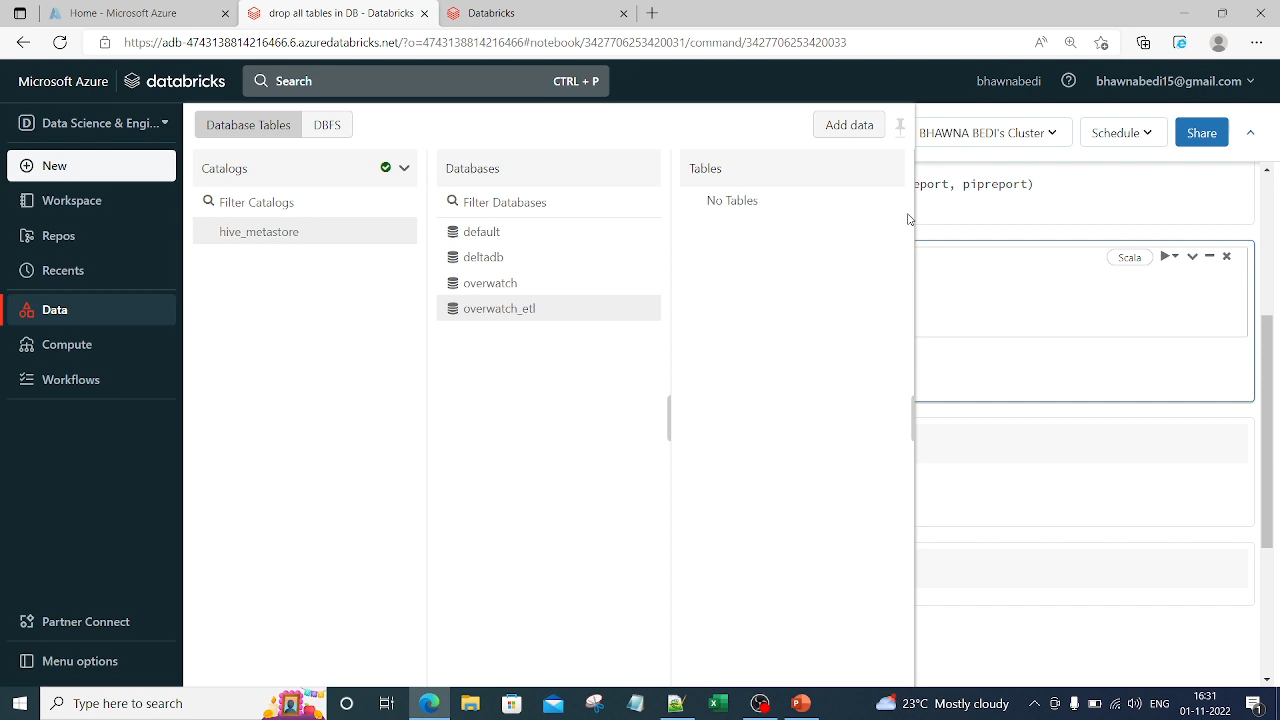 Home - Microsoft Azure
drop all tables in DB - Databricks
Databricks
https://adb-4743138814216466.6.azuredatabricks.net/?o=4743138814216466#notebook/3427706253420031/command/3427706253420033
Microsoft Azure
databricks
Search
CTRL + P
bhawnabedi
bhawnabedi15@gmail.com
Data Science & Engi...
Database Tables
DBFS
Add data
BHAWNA BEDI's Cluster
Schedule
Share
New
Catalogs
Databases
Tables
eport, pipreport)
Workspace
Filter Catalogs
Filter Databases
No Tables
hive_metastore
default
Repos
deltadb
Scala
Recents
overwatch
Data
overwatch_etl
Compute
Workflows
Partner Connect
Menu options
Type here to search
23°C Mostly cloudy
ENG
16:31
01-11-2022